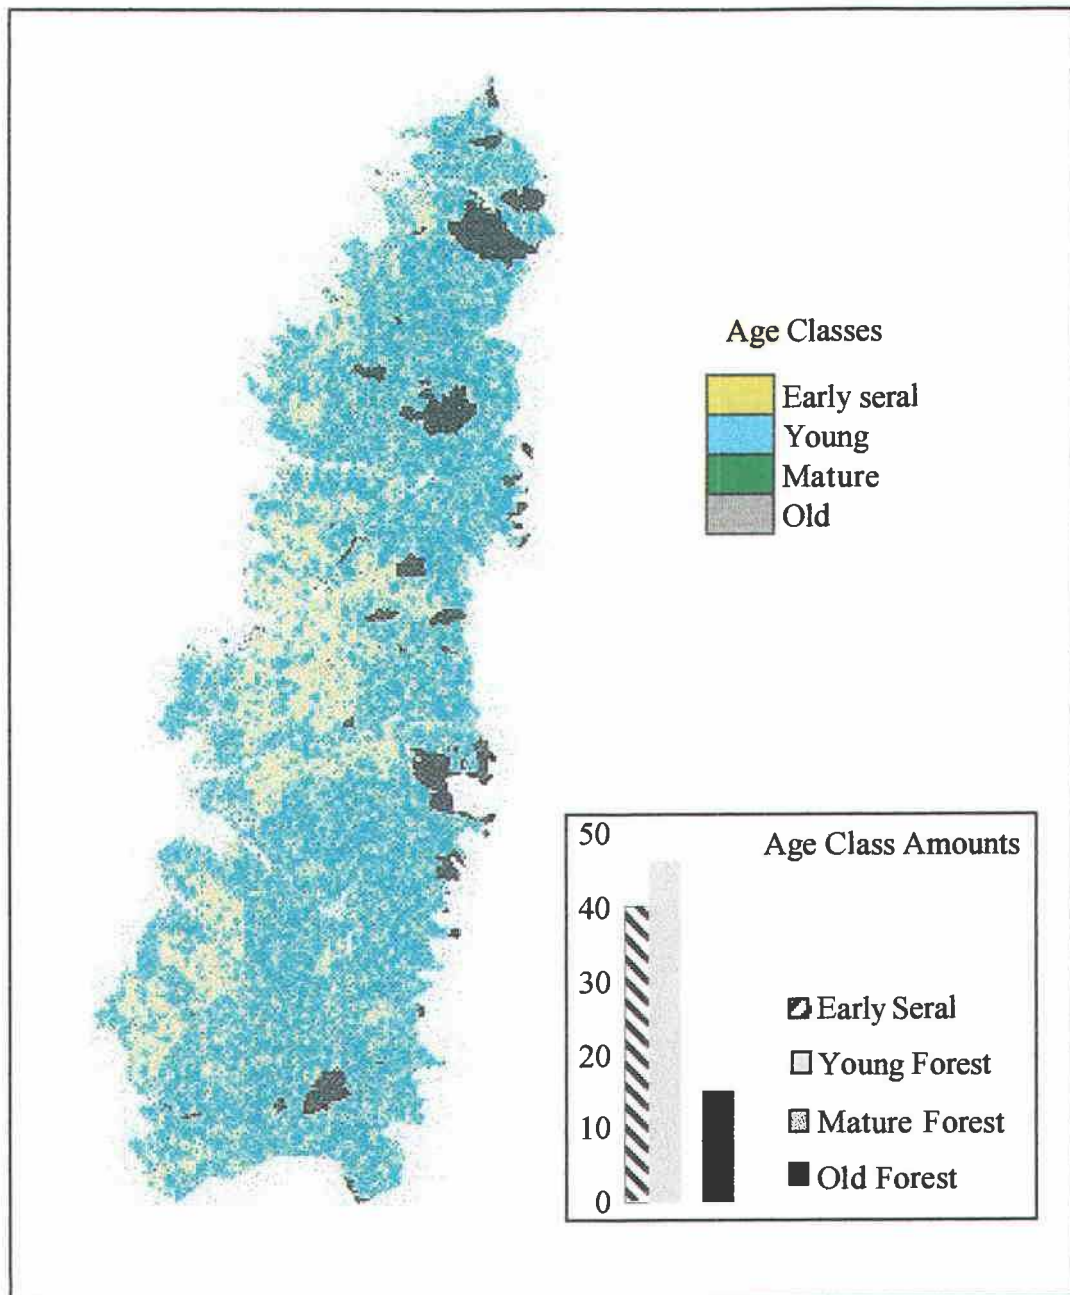 Age Classes
Early seral
Young
Mature
Old
50
Age Class Amounts
40
30
Early Seral
20
Young Forest
10
Mature Forest
Old Forest
0